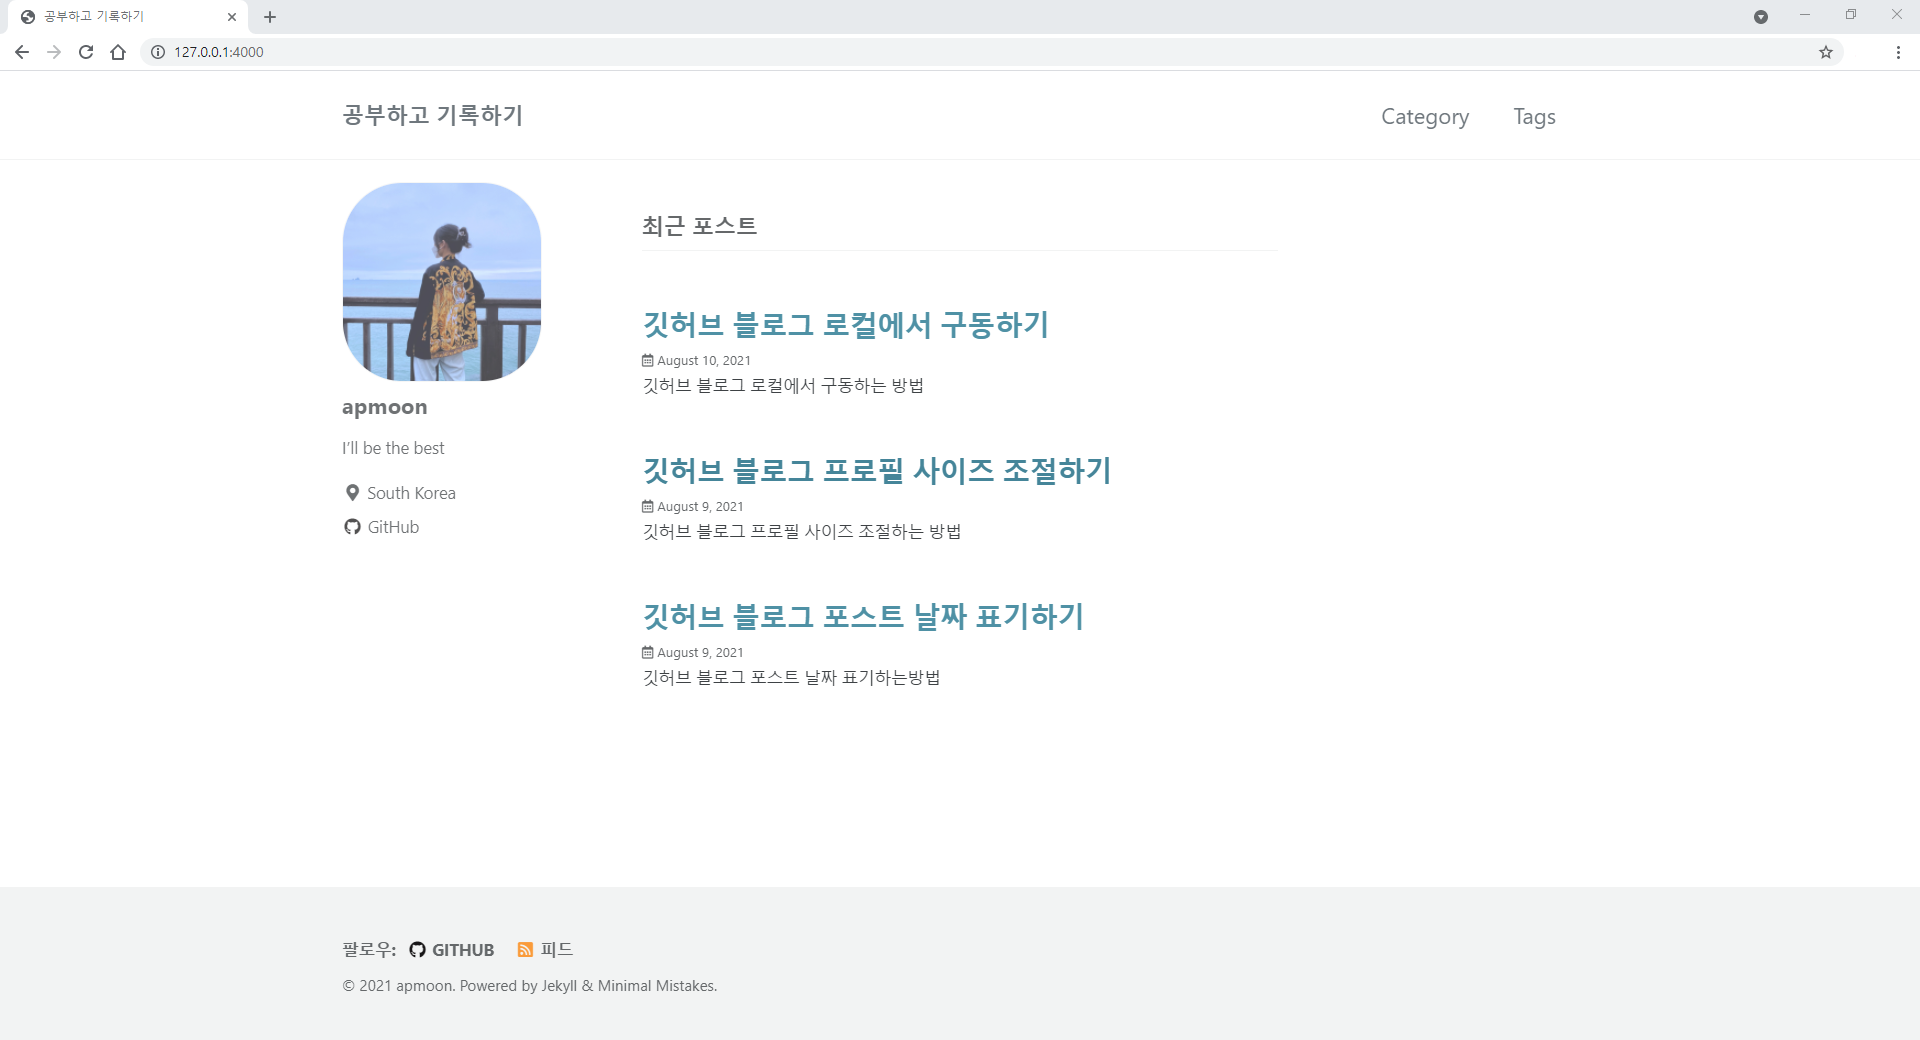 공부하고 기록하기
127.0.0.1:4000
공부하고 기록하기
Category Tags
최근 포스트
깃허브 블로그 로컬에서 구동하기
August 10, 2021
깃허브 블로그 로컬에서 구동하는 방법
apmoon
I'll be the best
South Korea
GitHub
깃허브 블로그 프로필 사이즈 조절하기
August 9, 2021
깃허브 블로그 프로필 사이즈 조절하는 방법
깃허브 블로그 포스트 날짜 표기하기
August 9, 2021
깃허브 블로그 포스트 날짜 표기하는방법
팔로우: GITHUB 피드
© 2021 apmoon. Powered by Jekyll & Minimal Mistakes.